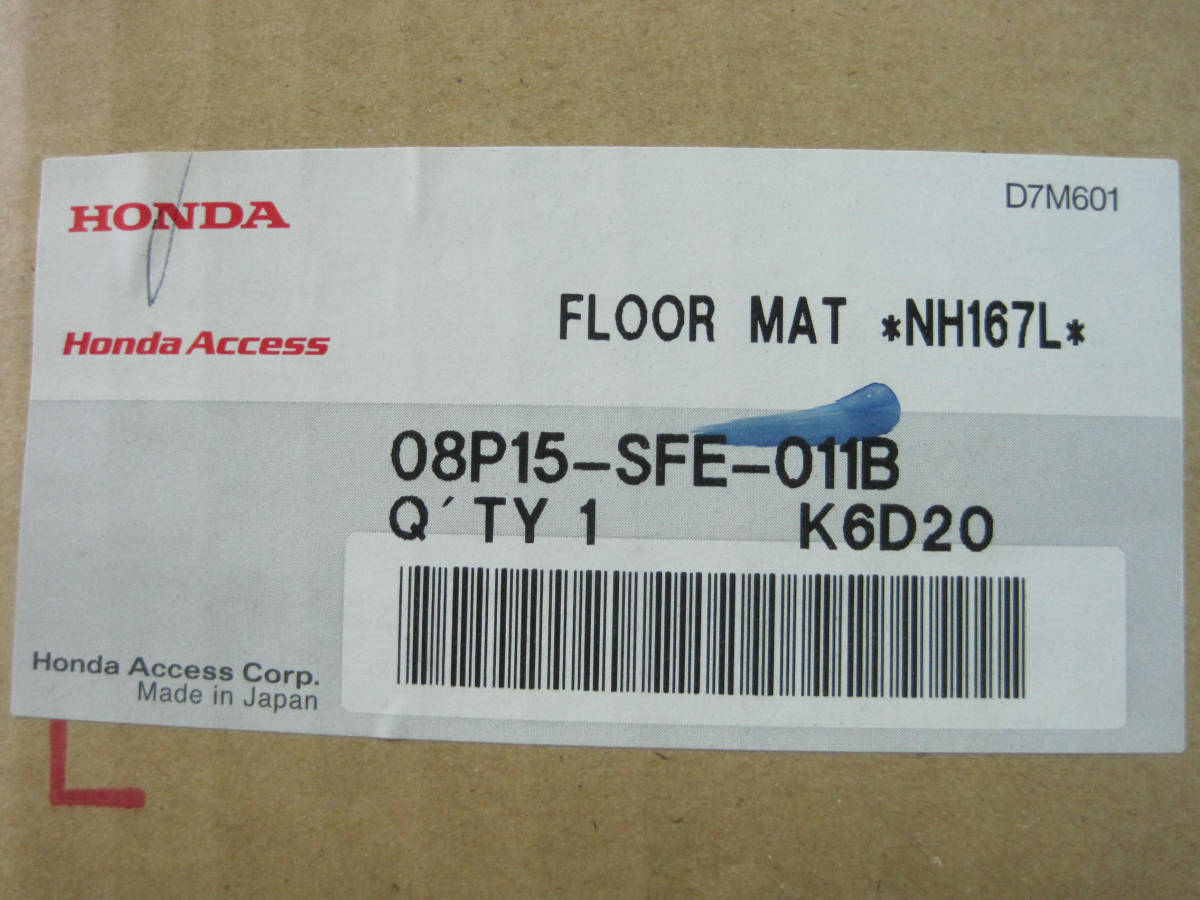 HONDA
D7M601
FLOOR MAT *NH167L*
Honda Access
08P15-SFE-011B
Q´TY 1 K6D20
Honda Access Corp.
Made in Japan
L